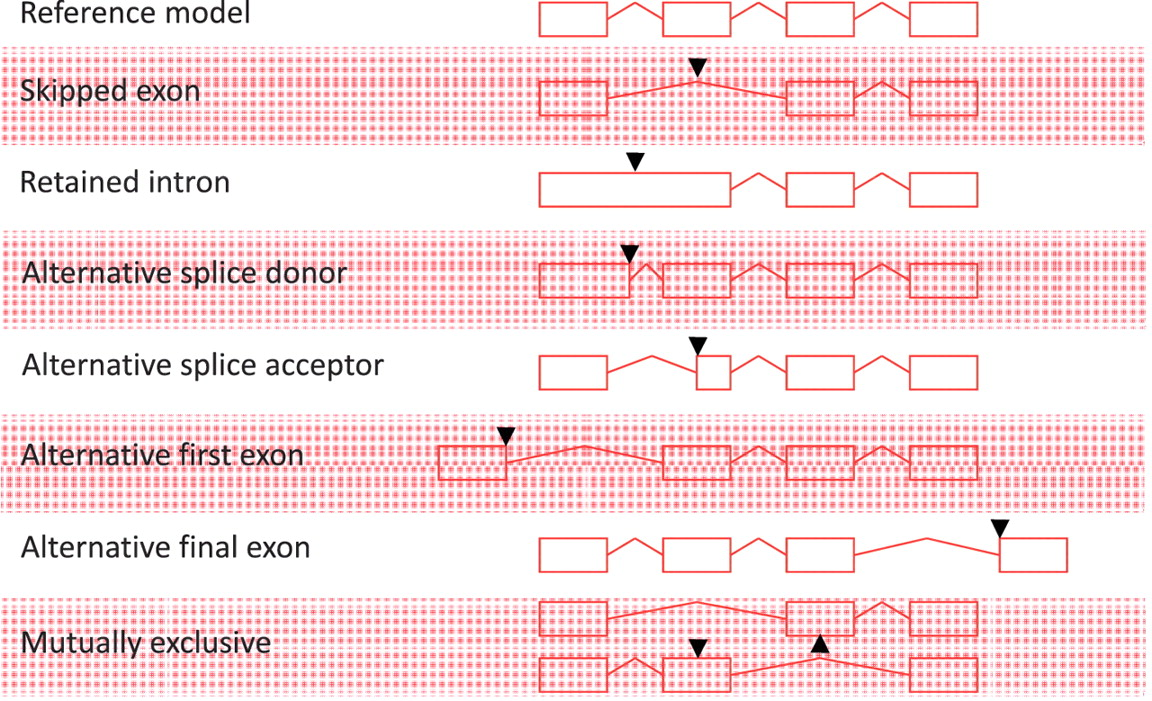 Reference model
Skipped exon
Retained intron
Alternative splice donor
Alternative splice acceptor
Alternative first exon
Alternative final exon
Mutually exclusive